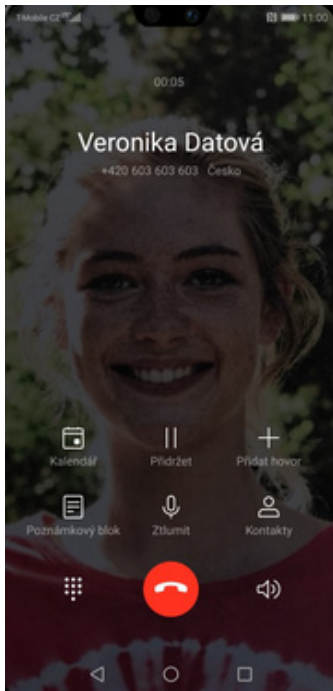 T-Mobile CZ 11:00
00:05
Veronika Datová
+420 603 603 603 Česko
Kalendář Přidržet Přidat hovor
Poznámkový blok Ztlumit Kontakty